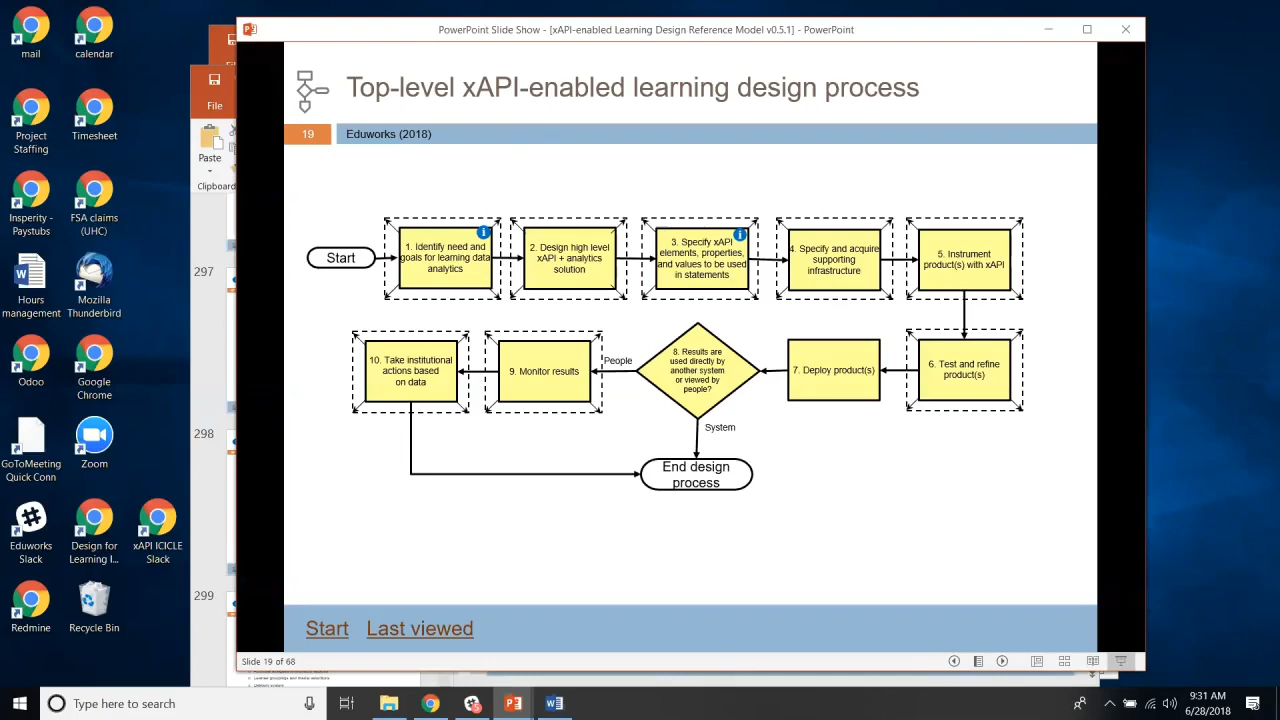 PowerPoint Slide Show - [xAPI-enabled Learning Design Reference Model v0.5.1] - PowerPoint
mail
calendar
Project
Staffing
Timesheet
Insperity -
Paystubs
FSA claims
(UHC)
Hours
management
Mozilla
Thunderbird
Odoo
Google
Chrome
GoToMeeting
Quick Conn
Zoom
Eduworks
Slack
Design for
Learning I...
xAPI ICICLE
Slack
Redmine
Recycle Bin
File
Paste
Clipboard
297
298
299
Top-level xAPI-enabled learning design process
19
Eduworks (2018)
Start
1. Identify need and
goals for learning data
analytics
2. Design high level
xAPI + analytics
solution
3. Specify xAPI
elements, properties,
and values to be used
in statements
4. Specify and acquire
supporting
infrastructure
5. Instrument
product(s) with xAPI
10. Take institutional
actions based
on data
9. Monitor results
People
8. Results are
used directly by
another system
or viewed by
people?
7. Deploy product(s)
6. Test and refine
product(s)
System
End design
process
Start Last viewed
Slide 19 of 68
Type here to search
9:31 AM
6/28/2018